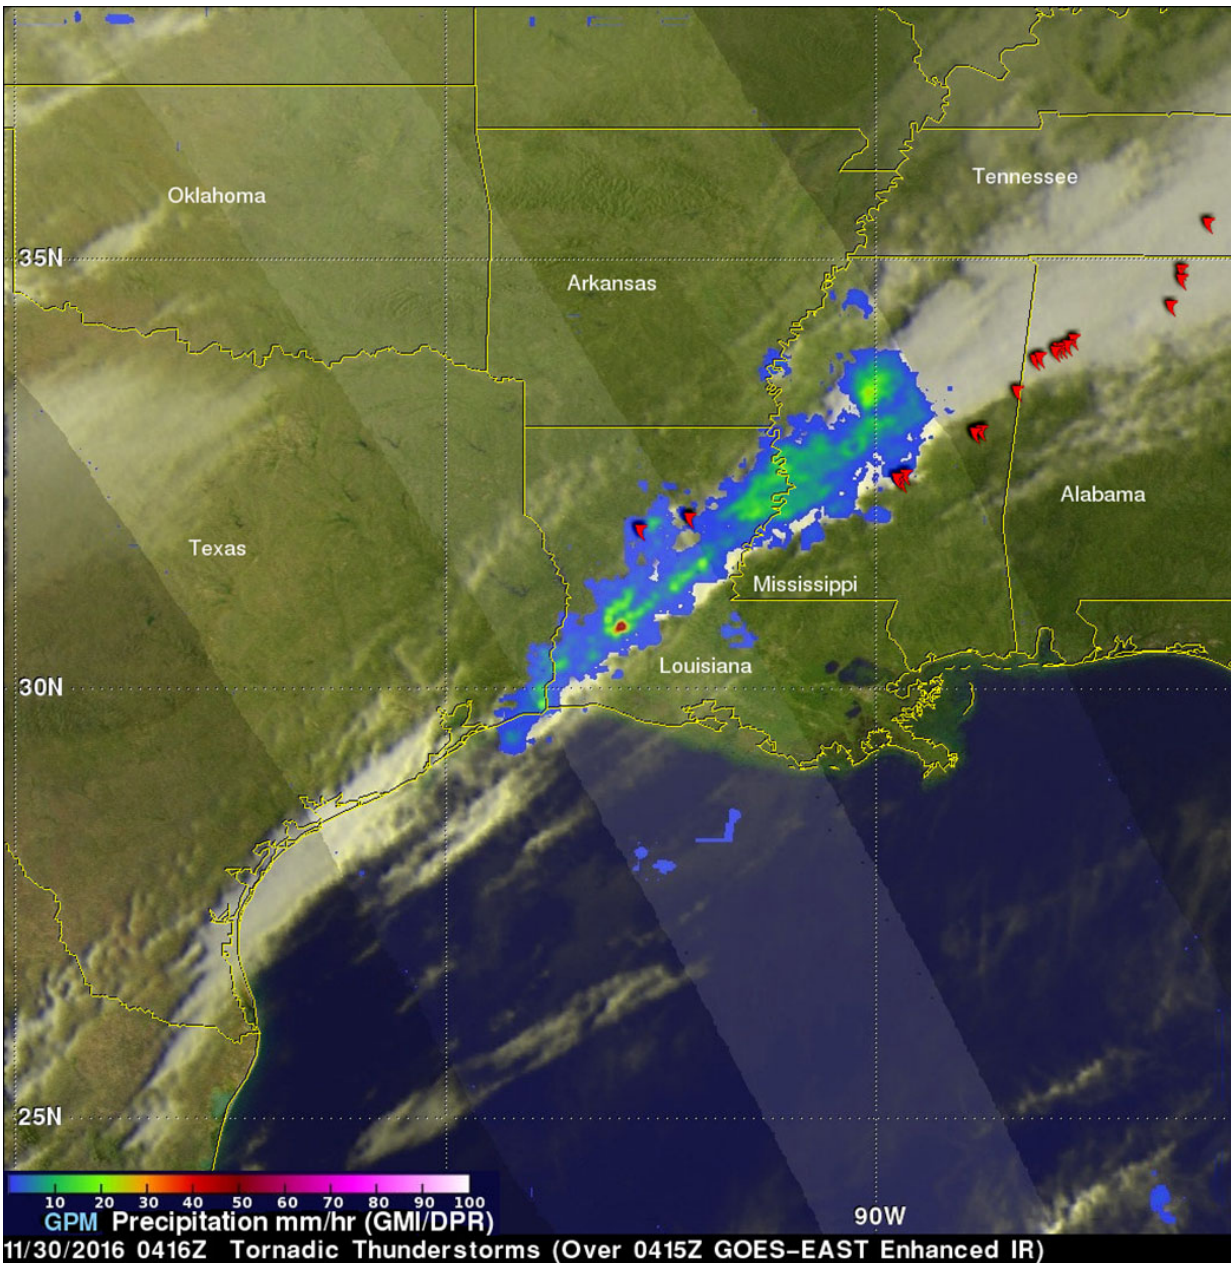 Tennessee
Oklahoma
35N
Arkansas
Alabama
Texas
Mississippi
Louisiana
30N
25N
10 20 30 40 50 60 70 80 90 100
GPM Precipitation mm/hr (GMI/DPR)
90W
11/30/2016 0416Z Tornadic Thunderstorms (Over 0415Z GOES-EAST Enhanced IR)